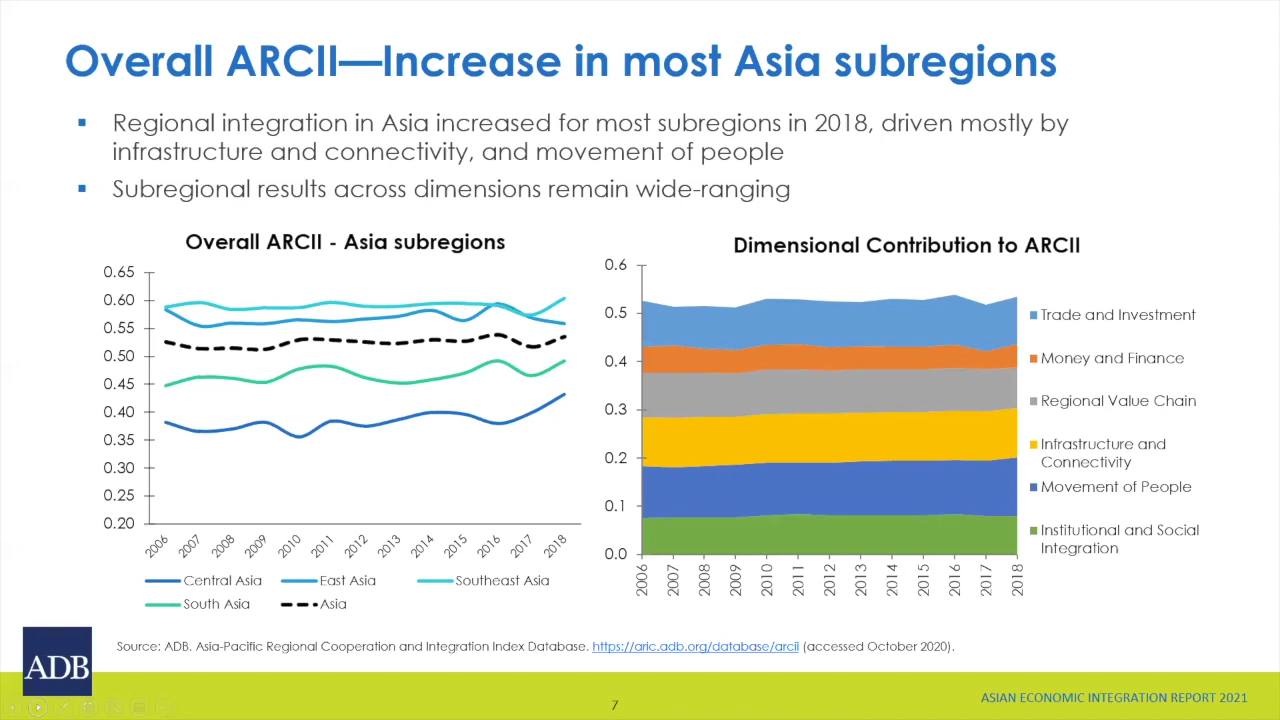 Overall ARCII—Increase in most Asia subregions
▪ Regional integration in Asia increased for most subregions in 2018, driven mostly by
infrastructure and connectivity, and movement of people
▪ Subregional results across dimensions remain wide-ranging
Overall ARCII - Asia subregions
0.65
0.60
0.55
0.50
0.45
0.40
0.35
0.30
0.25
0.20
2006 2007 2008 2009 2010 2011 2012 2013 2014 2015 2016 2017 2018
Central Asia East Asia Southeast Asia
South Asia Asia
Dimensional Contribution to ARCII
0.6
0.5
0.4
0.3
0.2
0.1
0.0
2006 2007 2008 2009 2010 2011 2012 2013 2014 2015 2016 2017 2018
Trade and Investment
Money and Finance
Regional Value Chain
Infrastructure and
Connectivity
Movement of People
Institutional and Social
Integration
Source: ADB. Asia-Pacific Regional Cooperation and Integration Index Database. https://aric.adb.org/database/arcii (accessed October 2020).
ADB
7
ASIAN ECONOMIC INTEGRATION REPORT 2021